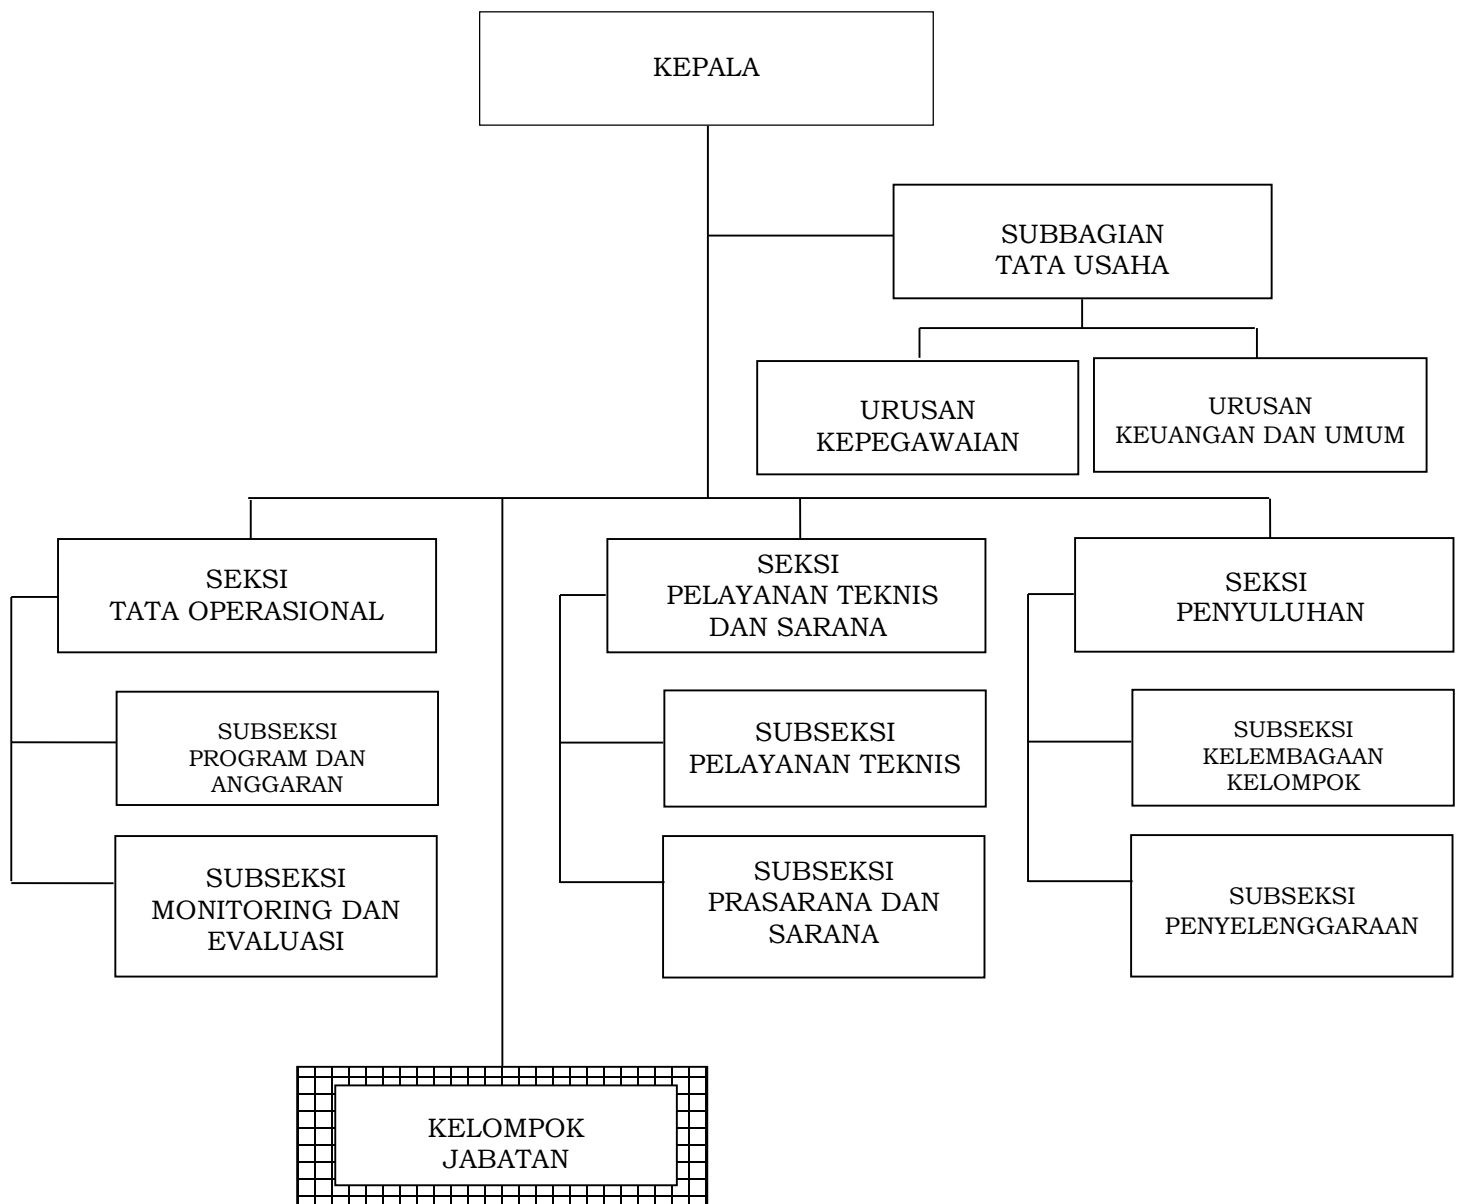 KEPALA
SUBBAGIAN
TATA USAHA
URUSAN
KEPEGAWAIAN
URUSAN
KEUANGAN DAN UMUM
SEKSI
TATA OPERASIONAL
SEKSI
PELAYANAN TEKNIS
DAN SARANA
SEKSI
PENYULUHAN
SUBSEKSI
PROGRAM DAN
ANGGARAN
SUBSEKSI
PELAYANAN TEKNIS
SUBSEKSI
KELEMBAGAAN
KELOMPOK
SUBSEKSI
MONITORING DAN
EVALUASI
SUBSEKSI
PRASARANA DAN
SARANA
SUBSEKSI
PENYELENGGARAAN
KELOMPOK
JABATAN